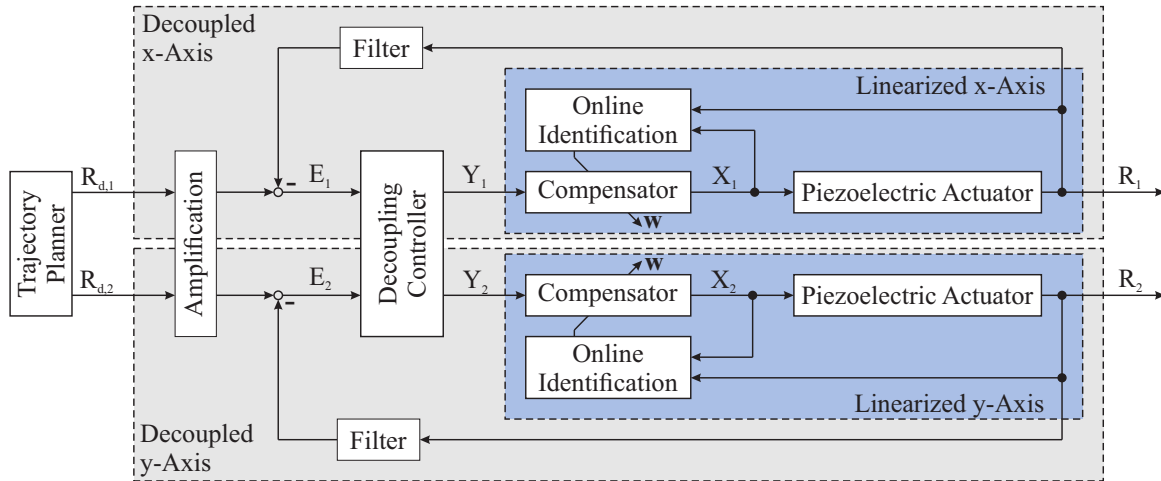 Decoupled
x-Axis
Filter
Linearized x-Axis
Online
Identification
Trajectory
Planner
R_{d,1}
Amplification
-
E_1
Decoupling
Controller
Y_1
Compensator
w
X_1
Piezoelectric Actuator
R_1
R_{d,2}
-
E_2
Y_2
w
Compensator
X_2
Piezoelectric Actuator
R_2
Online
Identification
Linearized y-Axis
Decoupled
y-Axis
Filter